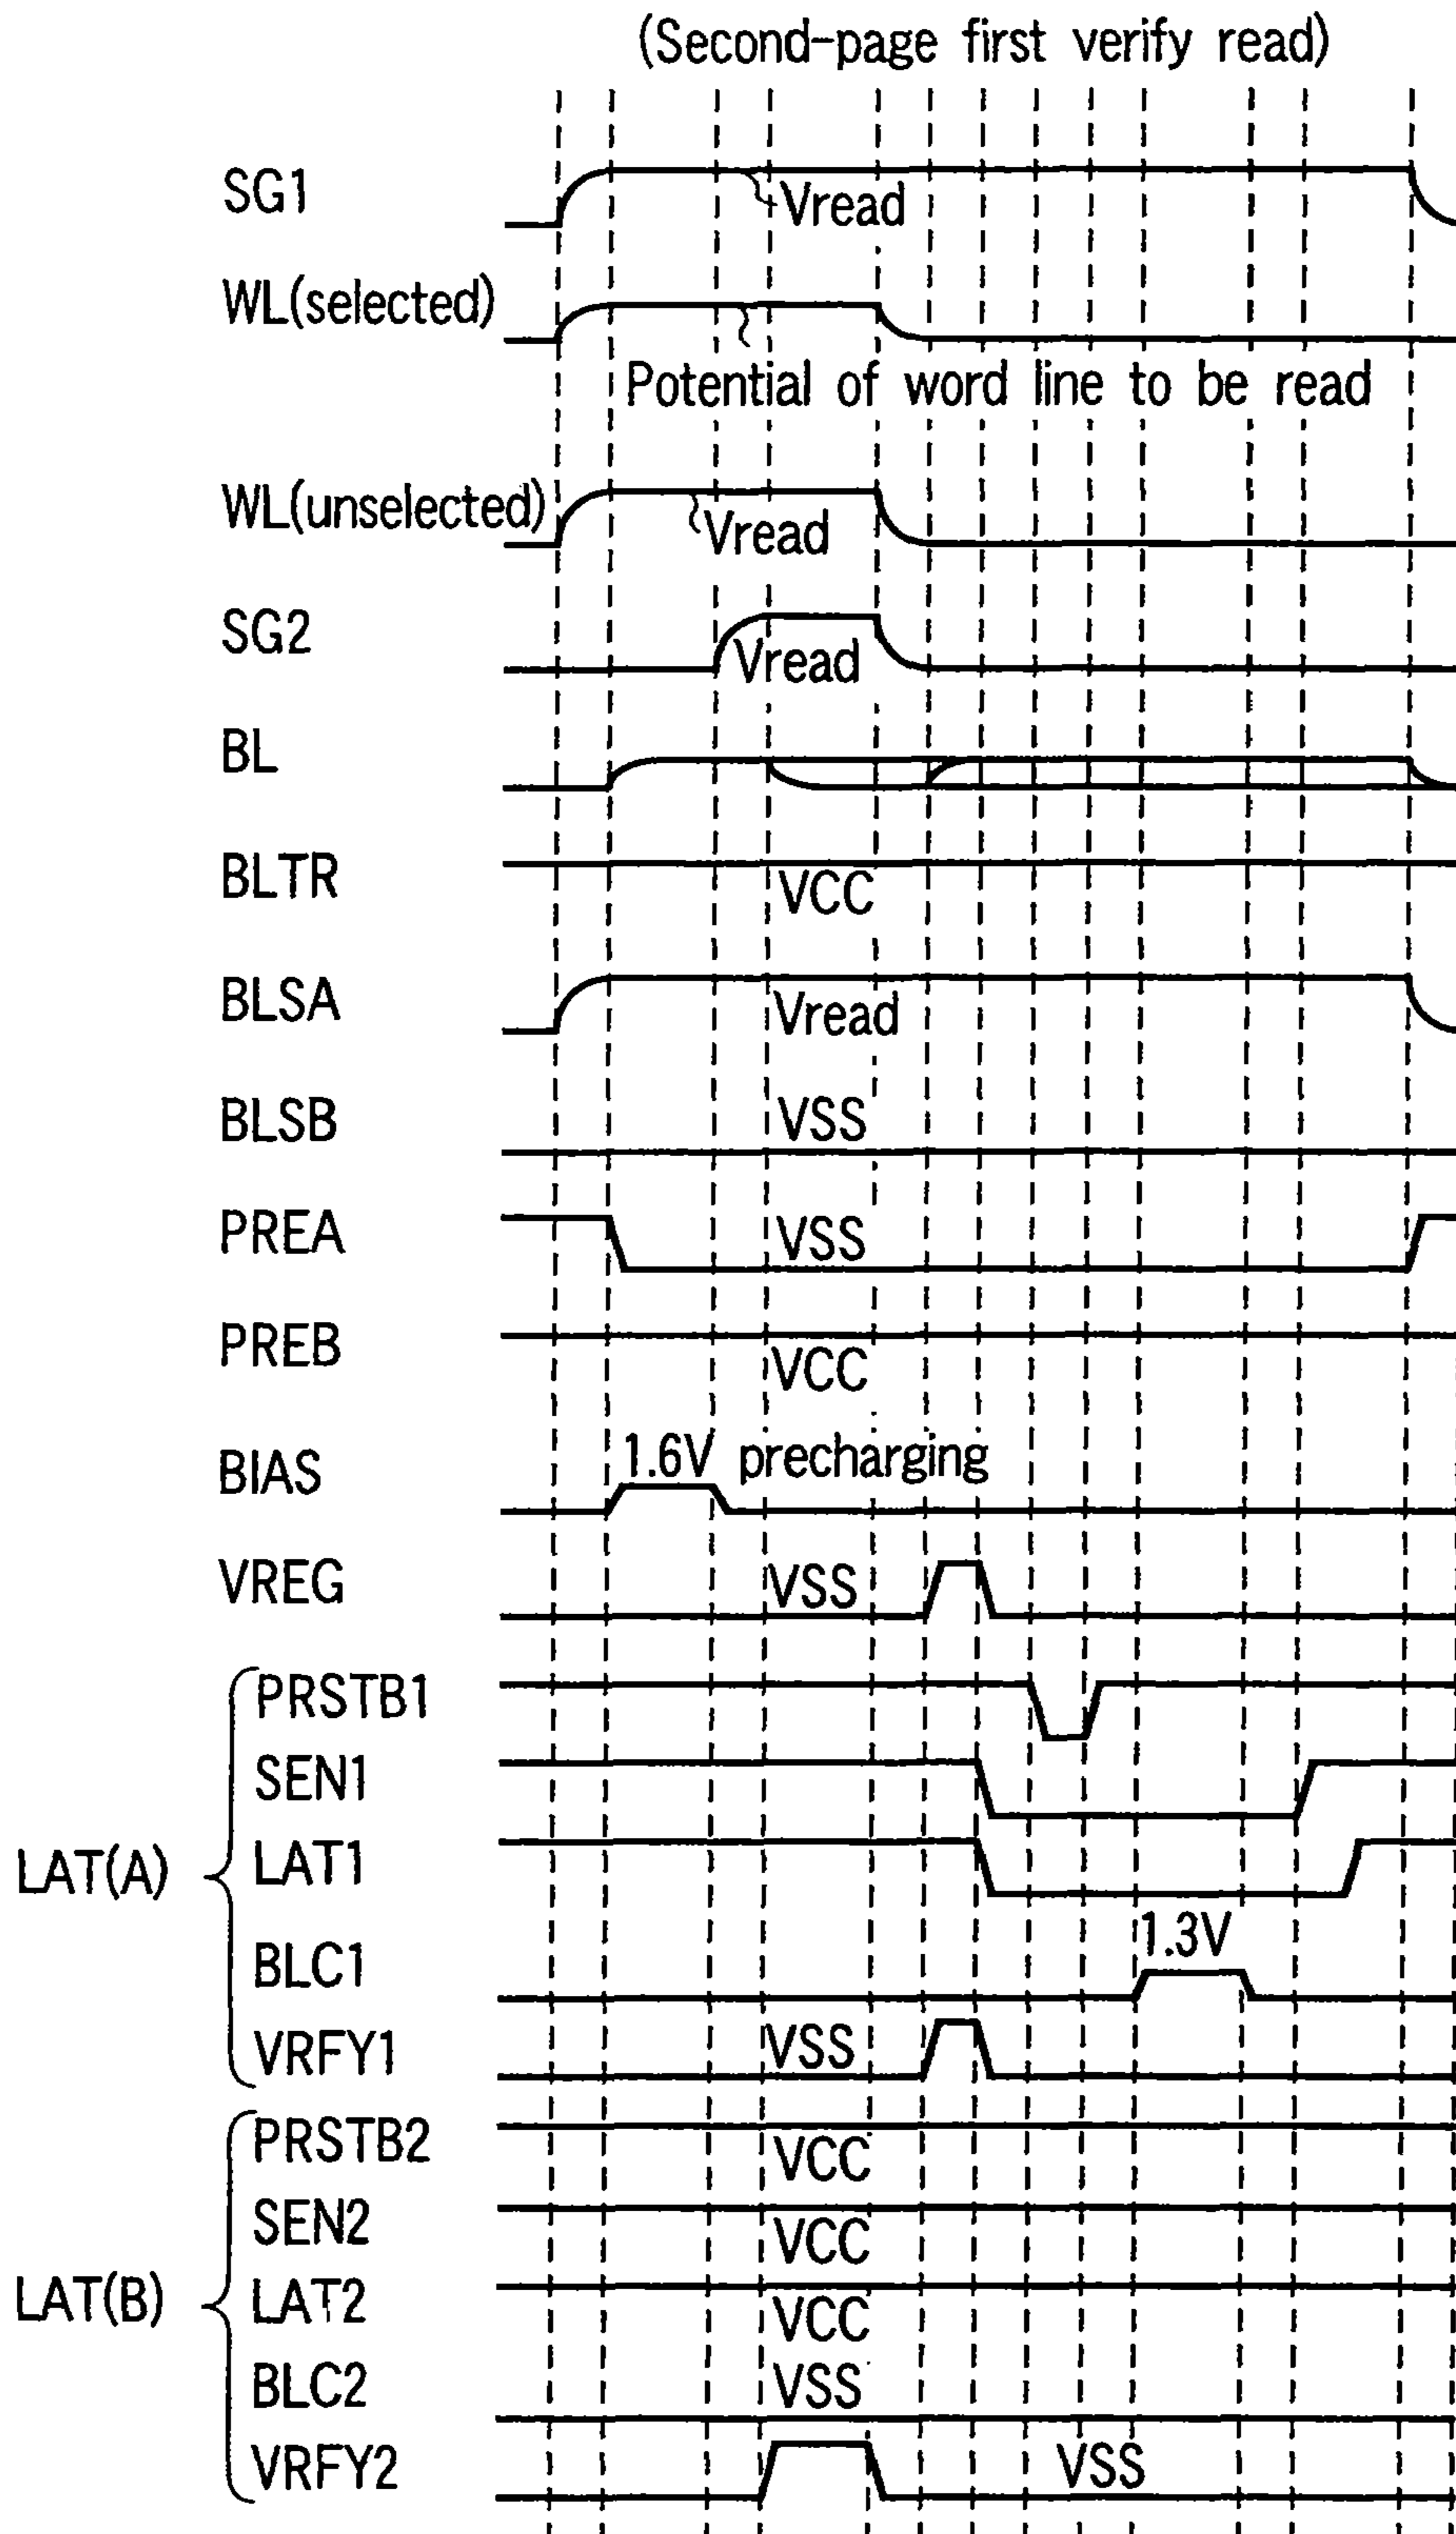 (Second-page first verify read)
SG1
Vread
WL(selected)
Potential of word line to be read
WL(unselected)
Vread
SG2
Vread
BL
BLTR
VCC
BLSA
Vread
BLSB
VSS
PREA
VSS
PREB
VCC
BIAS
1.6V precharging
VREG
VSS
LAT(A)
PRSTB1
SEN1
LAT1
BLC1
1.3V
VRFY1
VSS
LAT(B)
PRSTB2
VCC
SEN2
VCC
LAT2
VCC
BLC2
VSS
VRFY2
VSS